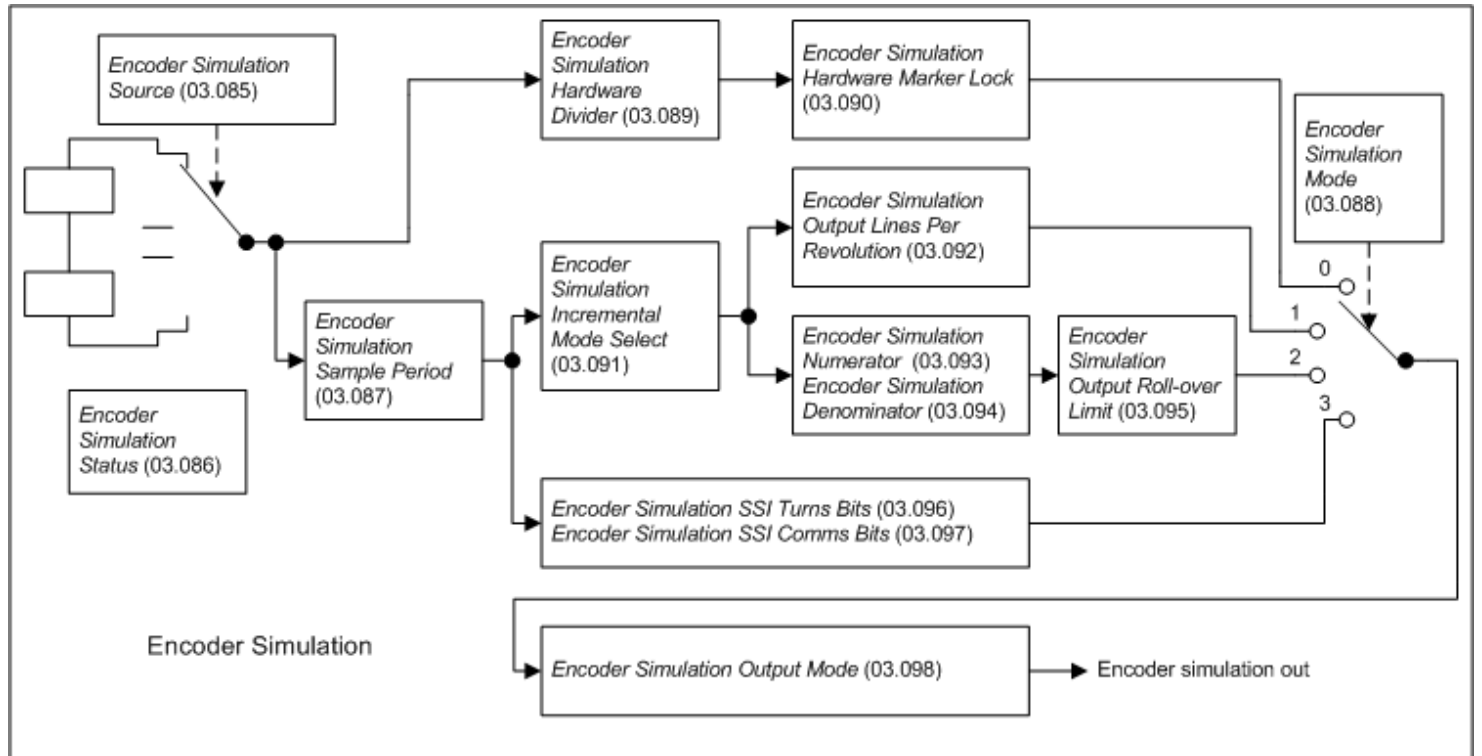 Encoder Simulation
Source (03.085)
Encoder
Simulation
Hardware
Divider (03.089)
Encoder Simulation
Hardware Marker Lock
(03.090)
Encoder
Simulation
Mode
(03.088)
Encoder Simulation
Output Lines Per
Revolution (03.092)
Encoder
Simulation
Incremental
Mode Select
(03.091)
Encoder
Simulation
Sample Period
(03.087)
Encoder Simulation
Numerator (03.093)
Encoder Simulation
Denominator (03.094)
Encoder
Simulation
Output Roll-over
Limit (03.095)
0
1
2
3
Encoder
Simulation
Status (03.086)
Encoder Simulation SSI Turns Bits (03.096)
Encoder Simulation SSI Comms Bits (03.097)
Encoder Simulation
Encoder Simulation Output Mode (03.098)
Encoder simulation out